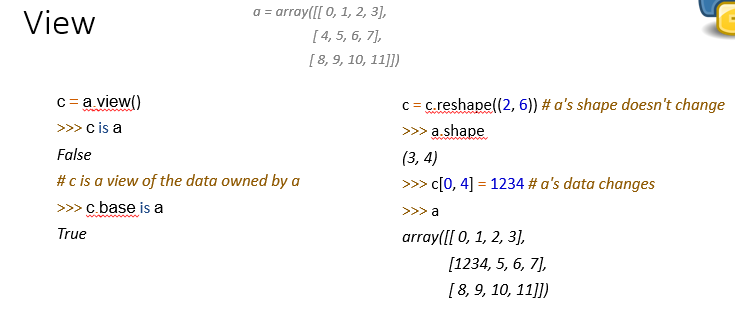 View
a = array([[ 0, 1, 2, 3],
[ 4, 5, 6, 7],
[ 8, 9, 10, 11]])
c = a.view()
>>> c is a
False
# c is a view of the data owned by a
>>> c.base is a
True
c = c.reshape((2, 6)) # a's shape doesn't change
>>> a.shape
(3, 4)
>>> c[0, 4] = 1234 # a's data changes
>>> a
array([[ 0, 1, 2, 3],
[1234, 5, 6, 7],
[ 8, 9, 10, 11]])